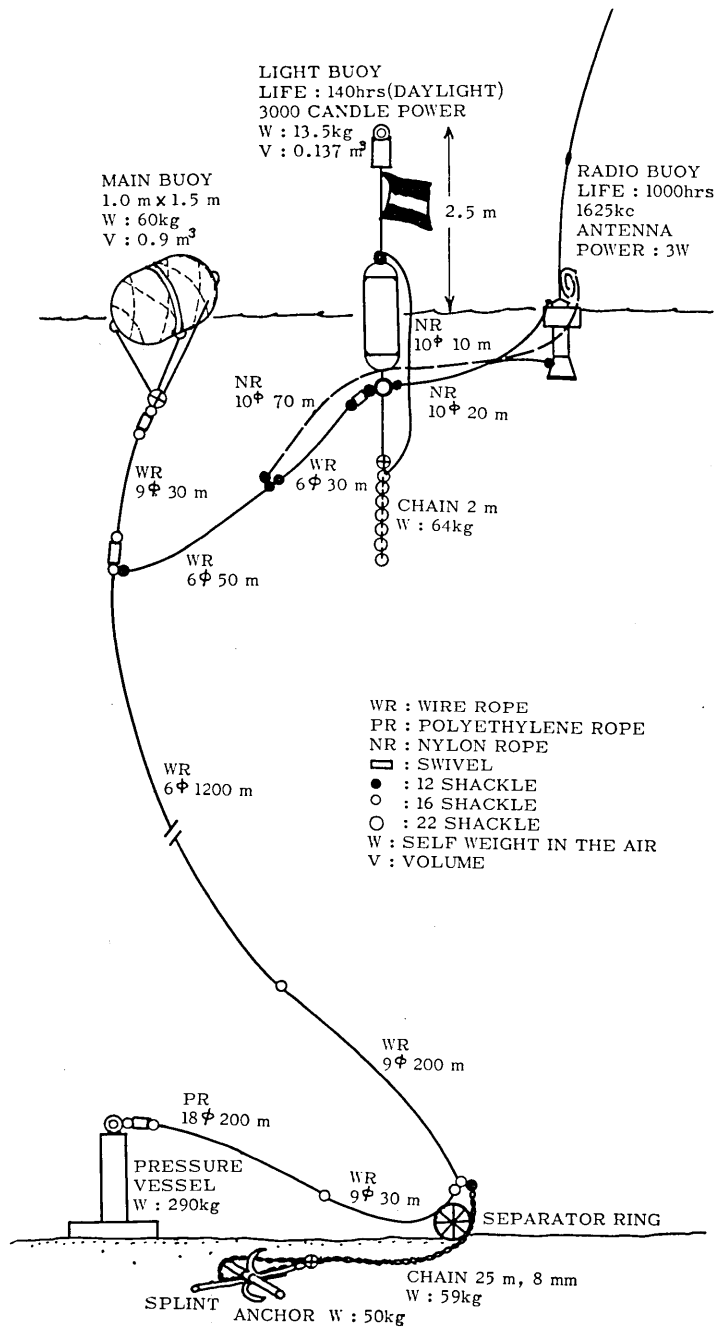 LIGHT BUOY
LIFE : 140hrs(DAYLIGHT)
3000 CANDLE POWER
W : 13.5kg
V : 0.137 m³
2.5 m
RADIO BUOY
LIFE : 1000hrs
1625kc
ANTENNA
POWER : 3W
MAIN BUOY
1.0 m x 1.5 m
W : 60kg
V : 0.9 m³
NR
10ϕ 10 m
NR
10ϕ 70 m
NR
10ϕ 20 m
WR
9ϕ 30 m
WR
6ϕ 30 m
CHAIN 2 m
W : 64kg
WR
6ϕ 50 m
WR : WIRE ROPE
PR : POLYETHYLENE ROPE
NR : NYLON ROPE
: SWIVEL
: 12 SHACKLE
: 16 SHACKLE
: 22 SHACKLE
W : SELF WEIGHT IN THE AIR
V : VOLUME
WR
6ϕ 1200 m
WR
9ϕ 200 m
PR
18ϕ 200 m
PRESSURE
VESSEL
W : 290kg
WR
9ϕ 30 m
SEPARATOR RING
CHAIN 25 m, 8 mm
W : 59kg
SPLINT
ANCHOR W : 50kg